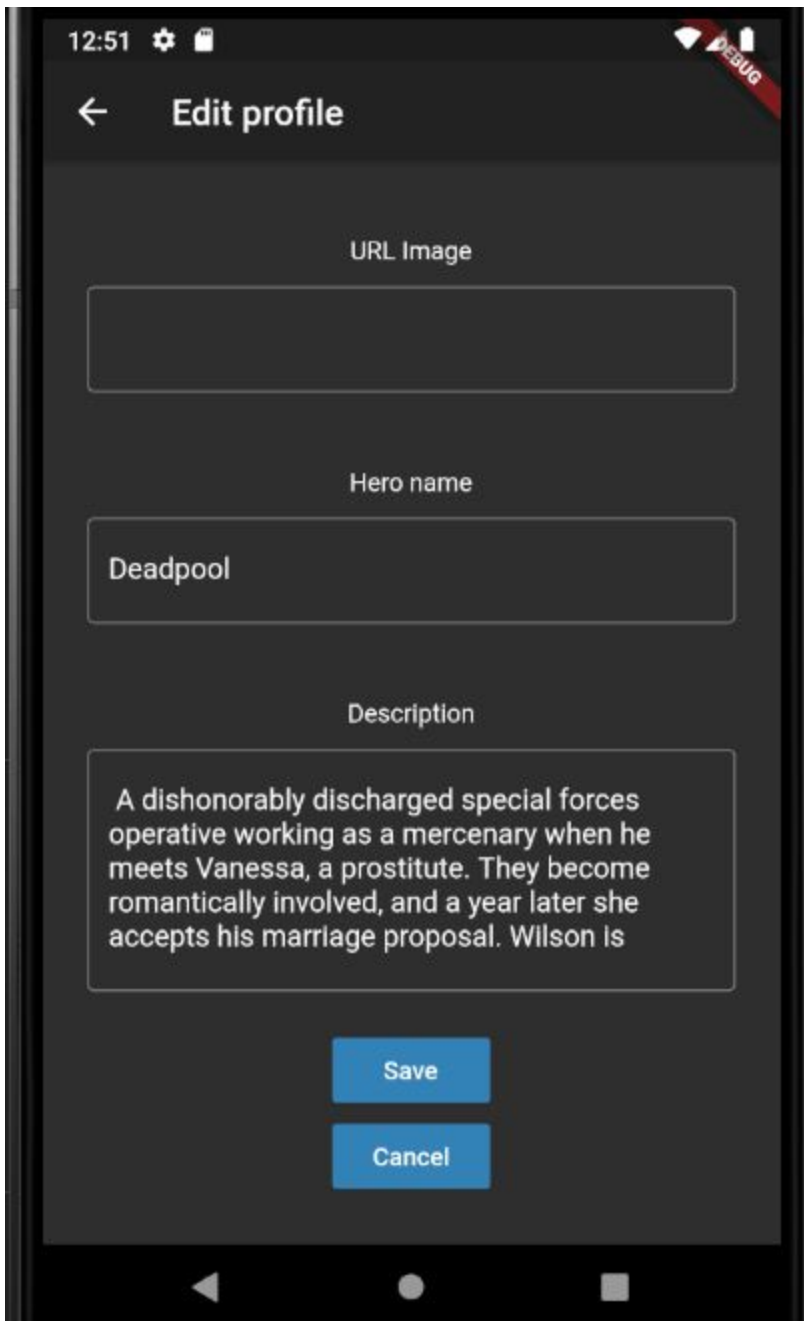 12:51
DEBUG
Edit profile
URL Image
Hero name
Deadpool
Description
A dishonorably discharged special forces
operative working as a mercenary when he
meets Vanessa, a prostitute. They become
romantically involved, and a year later she
accepts his marriage proposal. Wilson is
Save
Cancel